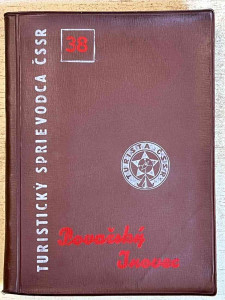 TURISTICKÝ SPRIEVODCA ČSSR
38
TURISTA ČSSR
Považský
Inovec